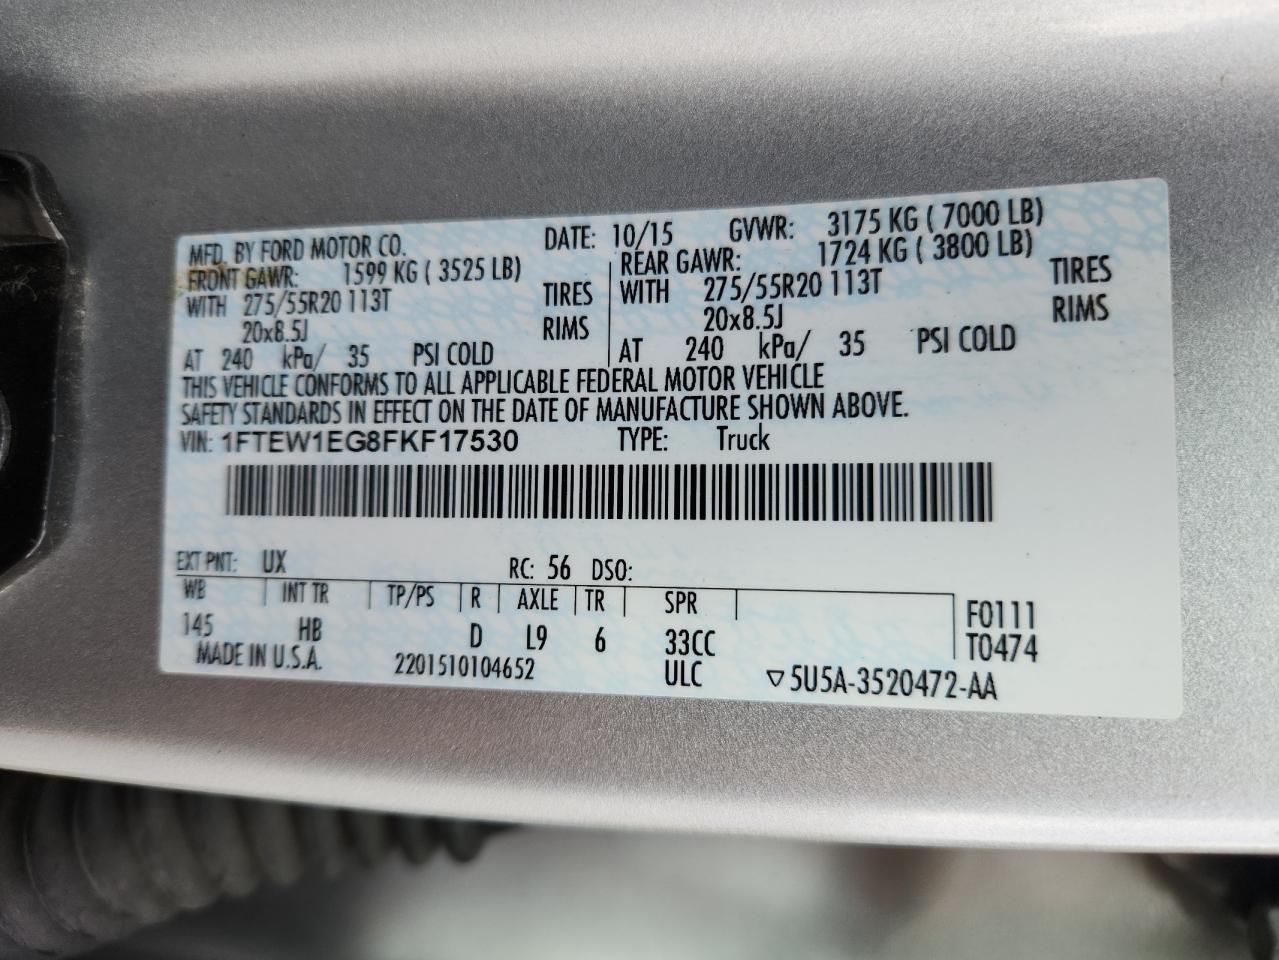 MFD. BY FORD MOTOR CO. DATE: 10/15 GVWR: 3175 KG ( 7000 LB)
FRONT GAWR: 1599 KG ( 3525 LB) REAR GAWR: 1724 KG ( 3800 LB)
WITH 275/55R20 113T TIRES WITH 275/55R20 113T TIRES
20x8.5J RIMS 20x8.5J RIMS
AT 240 kPa/ 35 PSI COLD AT 240 kPa/ 35 PSI COLD
THIS VEHICLE CONFORMS TO ALL APPLICABLE FEDERAL MOTOR VEHICLE
SAFETY STANDARDS IN EFFECT ON THE DATE OF MANUFACTURE SHOWN ABOVE.
VIN: 1FTEW1EG8FKF17530 TYPE: Truck
EXT PNT: UX RC: 56 DSO:
WB INT TR TP/PS R AXLE TR SPR F0111
145 HB D L9 6 33CC T0474
MADE IN U.S.A. 2201510104652 ULC ▽5U5A-3520472-AA